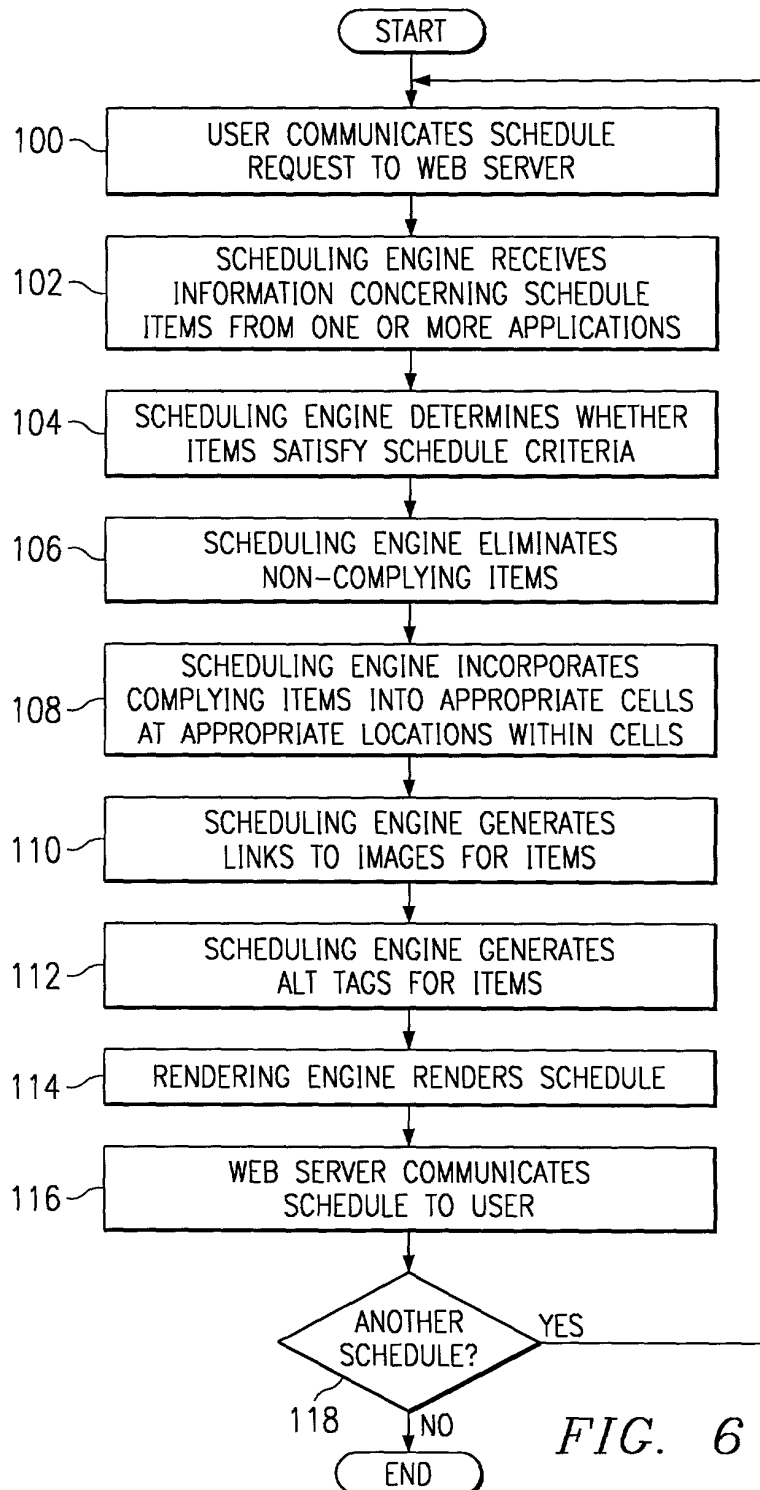 START
100
USER COMMUNICATES SCHEDULE
REQUEST TO WEB SERVER
102
SCHEDULING ENGINE RECEIVES
INFORMATION CONCERNING SCHEDULE
ITEMS FROM ONE OR MORE APPLICATIONS
104
SCHEDULING ENGINE DETERMINES WHETHER
ITEMS SATISFY SCHEDULE CRITERIA
106
SCHEDULING ENGINE ELIMINATES
NON-COMPLYING ITEMS
108
SCHEDULING ENGINE INCORPORATES
COMPLYING ITEMS INTO APPROPRIATE CELLS
AT APPROPRIATE LOCATIONS WITHIN CELLS
110
SCHEDULING ENGINE GENERATES
LINKS TO IMAGES FOR ITEMS
112
SCHEDULING ENGINE GENERATES
ALT TAGS FOR ITEMS
114
RENDERING ENGINE RENDERS SCHEDULE
116
WEB SERVER COMMUNICATES
SCHEDULE TO USER
ANOTHER
SCHEDULE?
YES
118
NO
END
FIG. 6